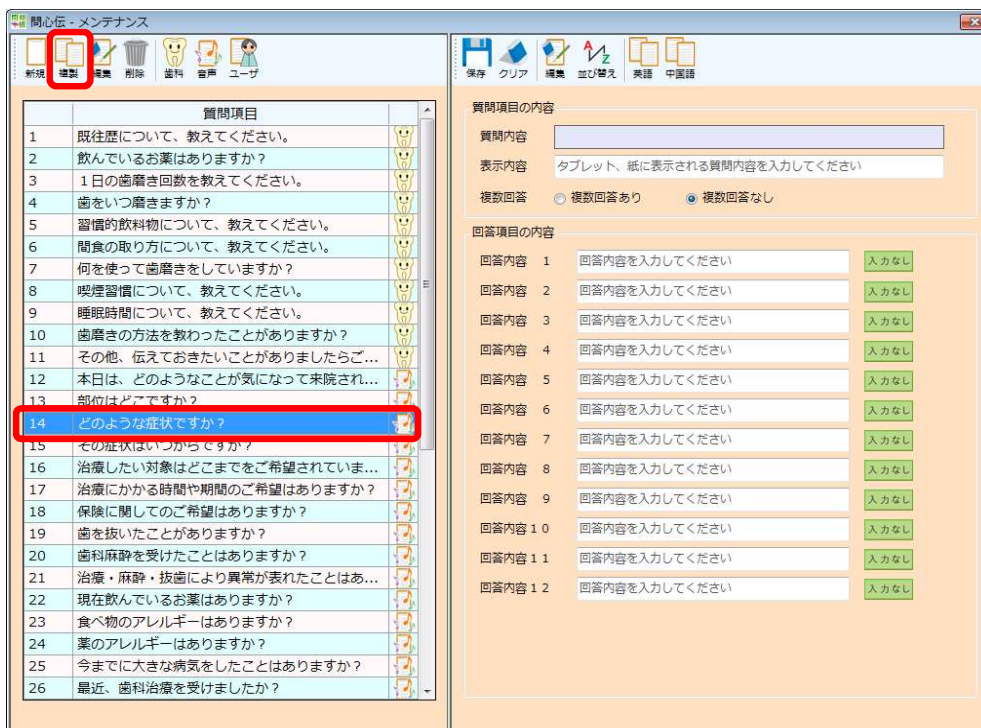 問心伝 - メンテナンス
新規 複製 編集 削除 歯科 音声 ユーザ
質問項目
1 既往歴について、教えてください。
2 飲んでいるお薬はありますか？
3 １日の歯磨き回数を教えてください。
4 歯をいつ磨きますか？
5 習慣的飲料物について、教えてください。
6 間食の取り方について、教えてください。
7 何を使って歯磨きをしていますか？
8 喫煙習慣について、教えてください。
9 睡眠時間について、教えてください。
10 歯磨きの方法を教わったことがありますか？
11 その他、伝えておきたいことがありましたらご...
12 本日は、どのようなことが気になって来院され...
13 部位はどこですか？
14 どのような症状ですか？
15 その症状はいつからですか？
16 治療したい対象はどこまでをご希望されていま...
17 治療にかかる時間や期間のご希望はありますか？
18 保険に関してのご希望はありますか？
19 歯を抜いたことがありますか？
20 歯科麻酔を受けたことはありますか？
21 治療・麻酔・抜歯により異常が表れたことはあ...
22 現在飲んでいるお薬はありますか？
23 食べ物のアレルギーはありますか？
24 薬のアレルギーはありますか？
25 今までに大きな病気をしたことはありますか？
26 最近、歯科治療を受けましたか？
保存 クリア 編集 並び替え 英語 中国語
質問項目の内容
質問内容
表示内容 タブレット、紙に表示される質問内容を入力してください
複数回答 複数回答あり 複数回答なし
回答項目の内容
回答内容 1 回答内容を入力してください 入力なし
回答内容 2 回答内容を入力してください 入力なし
回答内容 3 回答内容を入力してください 入力なし
回答内容 4 回答内容を入力してください 入力なし
回答内容 5 回答内容を入力してください 入力なし
回答内容 6 回答内容を入力してください 入力なし
回答内容 7 回答内容を入力してください 入力なし
回答内容 8 回答内容を入力してください 入力なし
回答内容 9 回答内容を入力してください 入力なし
回答内容１０ 回答内容を入力してください 入力なし
回答内容１１ 回答内容を入力してください 入力なし
回答内容１２ 回答内容を入力してください 入力なし